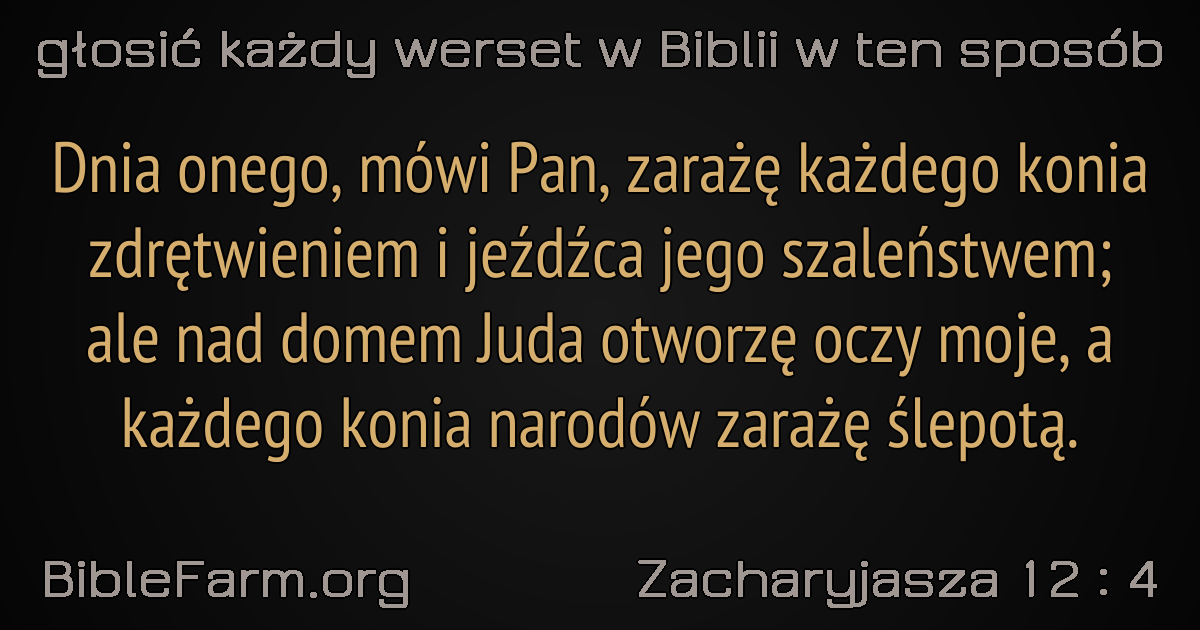 głosić każdy werset w Biblii w ten sposób
Dnia onego, mówi Pan, zarażę każdego konia
zdrętwieniem i jeźdźca jego szaleństwem;
ale nad domem Juda otworzę oczy moje, a
każdego konia narodów zarażę ślepotą.
BibleFarm.org
Zacharyjasza 12 : 4